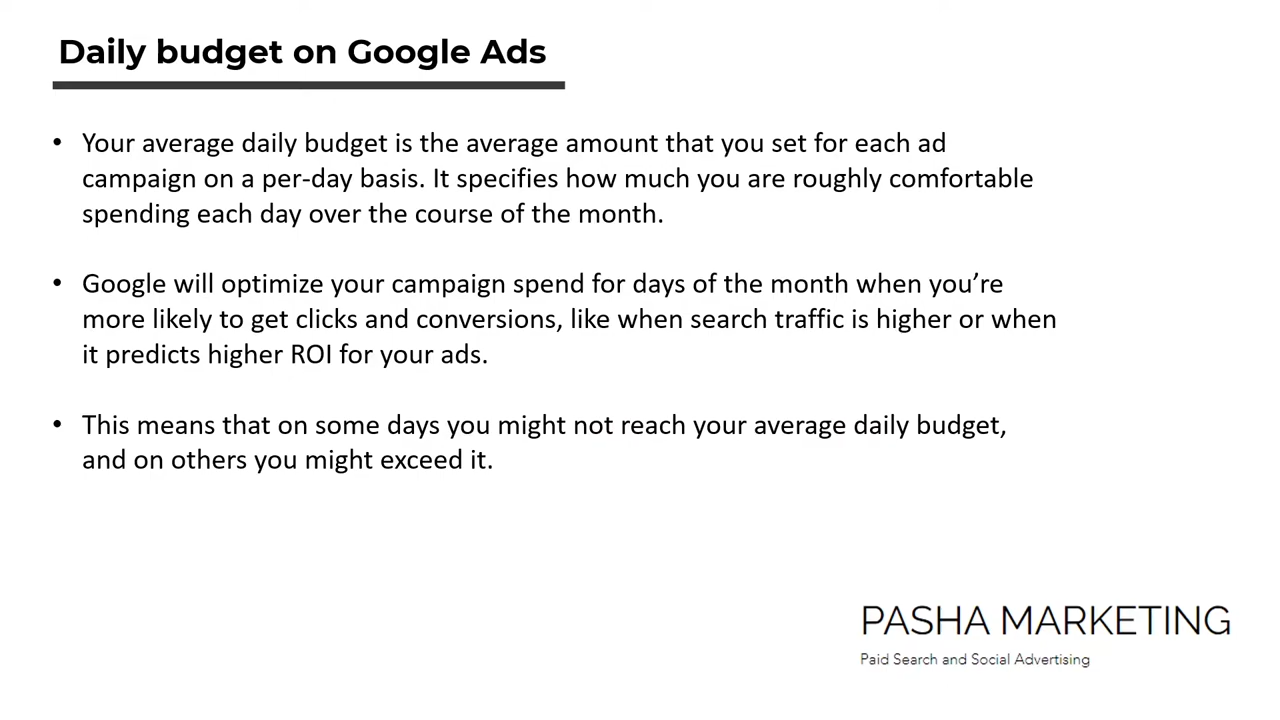 Daily budget on Google Ads
• Your average daily budget is the average amount that you set for each ad
campaign on a per-day basis. It specifies how much you are roughly comfortable
spending each day over the course of the month.
• Google will optimize your campaign spend for days of the month when you’re
more likely to get clicks and conversions, like when search traffic is higher or when
it predicts higher ROI for your ads.
• This means that on some days you might not reach your average daily budget,
and on others you might exceed it.
PASHA MARKETING
Paid Search and Social Advertising